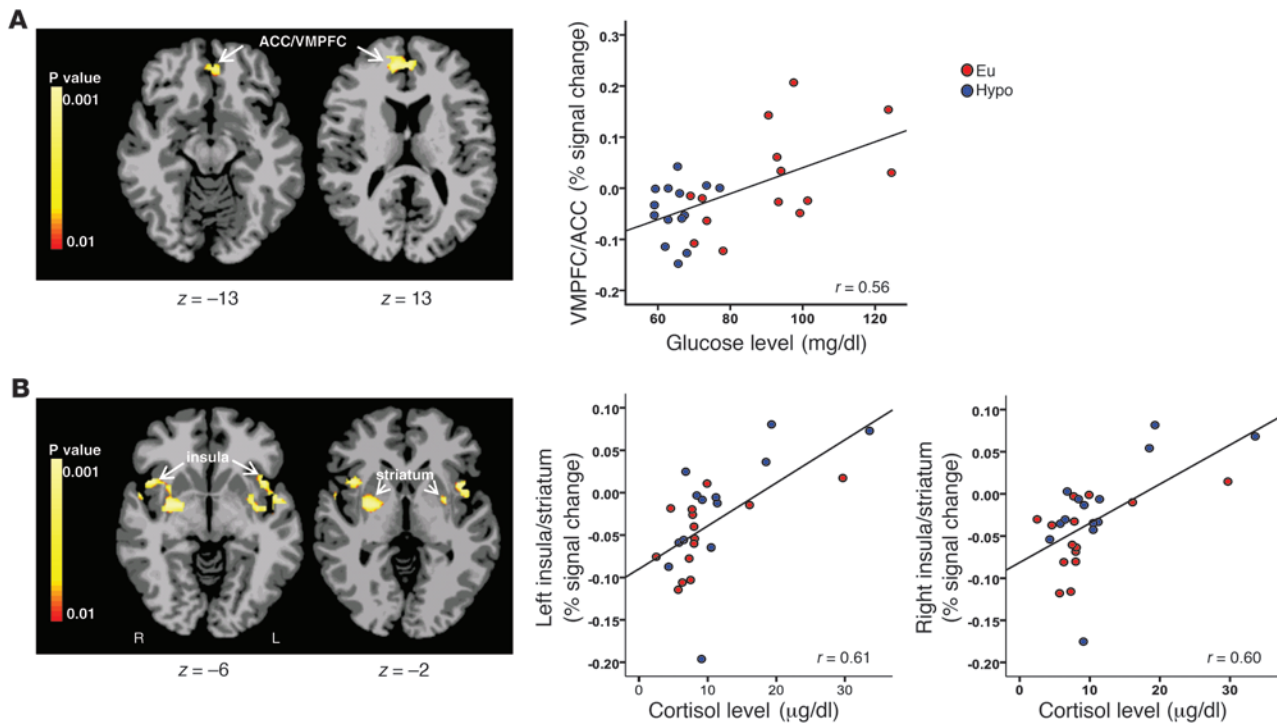 A
ACC/VMPFC
P value
0.001
0.01
z = –13
z = 13
VMPFC/ACC (% signal change)
0.3
0.2
0.1
0.0
-0.1
-0.2
60
80
100
120
Glucose level (mg/dl)
r = 0.56
Eu
Hypo
B
P value
0.001
0.01
insula
striatum
R
L
z = –6
z = –2
Left insula/striatum
(% signal change)
0.10
0.05
0.00
-0.05
-0.10
-0.20
0
10
20
30
Cortisol level (μg/dl)
r = 0.61
Right insula/striatum
(% signal change)
0.10
0.05
0.00
-0.05
-0.10
-0.20
0
10
20
30
Cortisol level (μg/dl)
r = 0.60